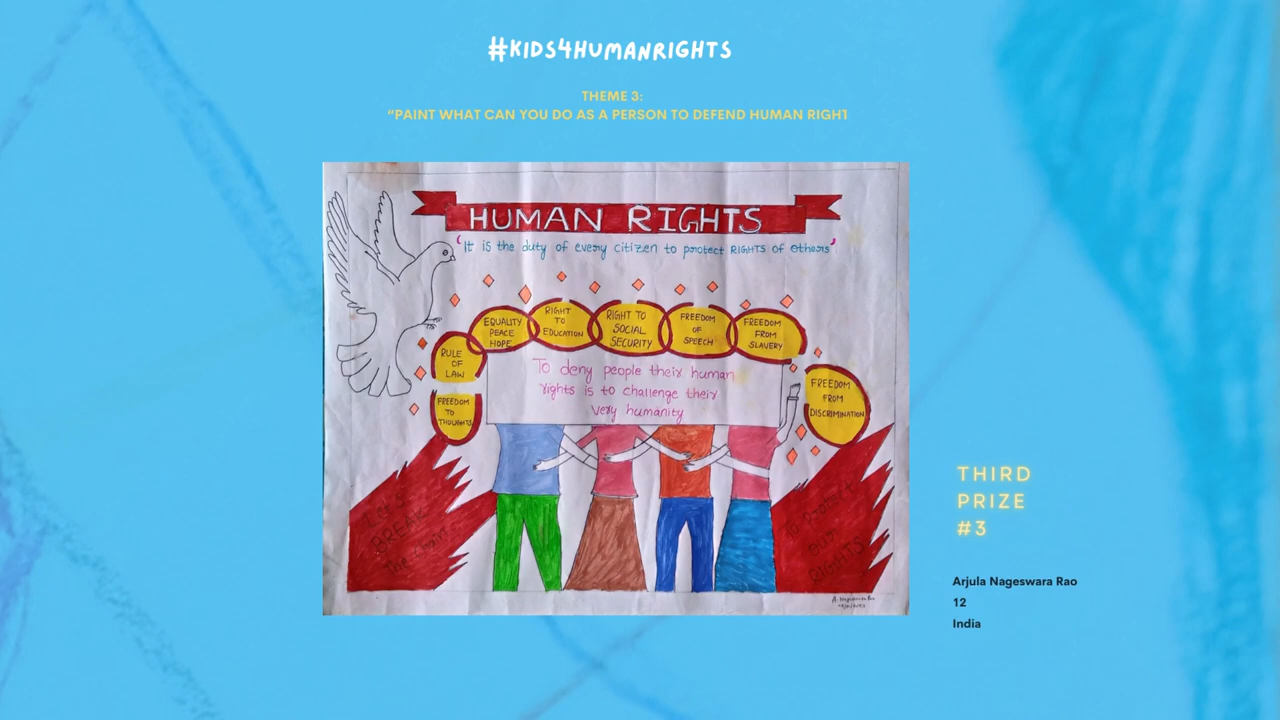 #KIDS4HUMANRIGHTS
THEME 3:
“PAINT WHAT CAN YOU DO AS A PERSON TO DEFEND HUMAN RIGHT
HUMAN RIGHTS
‘It is the duty of every citizen to protect RIGHTS of others’
RULE
OF
LAW
EQUALITY
PEACE
HOPE
RIGHT
TO
EDUCATION
RIGHT TO
SOCIAL
SECURITY
FREEDOM
OF
SPEECH
FREEDOM
FROM
SLAVERY
FREEDOM
TO
THOUGHTS
FREEDOM
FROM
DISCRIMINATION
To deny people their human
rights is to challenge their
very humanity
LET'S
BREAK
The chains
To Protect
our
RIGHTS
A. Nageswara Rao
THIRD
PRIZE
#3
Arjula Nageswara Rao
12
India